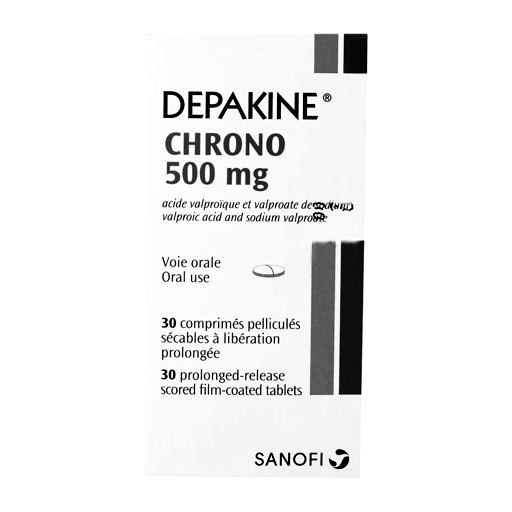 DEPAKINE®
CHRONO
500 mg
acide valproïque et valproate de
valproic acid and sodium valproate
Voie orale
Oral use
30 comprimés pelliculés
sécables à libération
prolongée
30 prolonged-release
scored film-coated tablets
SANOFI